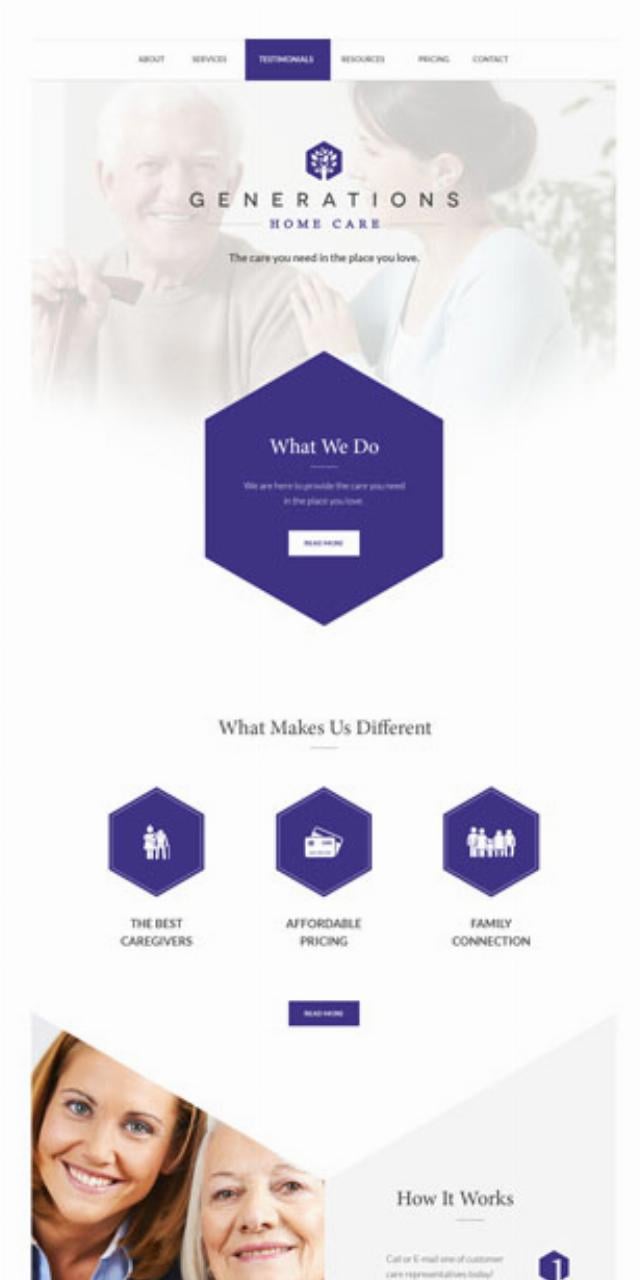 ABOUT
SERVICES
TESTIMONIALS
RESOURCES
PRICING
CONTACT
GENERATIONS
HOME CARE
The care you need in the place you love.
What We Do
We are here to provide the care you need
in the place you love.
READ MORE
What Makes Us Different
THE BEST
CAREGIVERS
AFFORDABLE
PRICING
FAMILY
CONNECTION
READ MORE
How It Works
Call or E-mail one of customer
care representatives today!
1